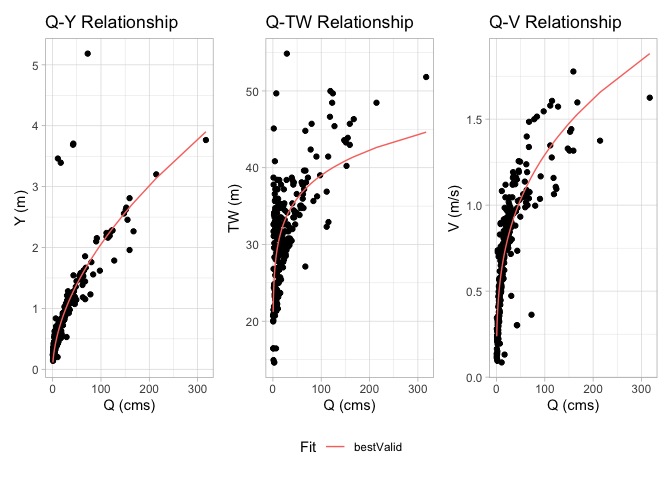 Q-Y Relationship
Y (m)
5
4
3
2
1
0
0 100 200 300
Q (cms)
Q-TW Relationship
TW (m)
50
40
30
20
0 100 200 300
Q (cms)
Q-V Relationship
V (m/s)
1.5
1.0
0.5
0.0
0 100 200 300
Q (cms)
Fit bestValid